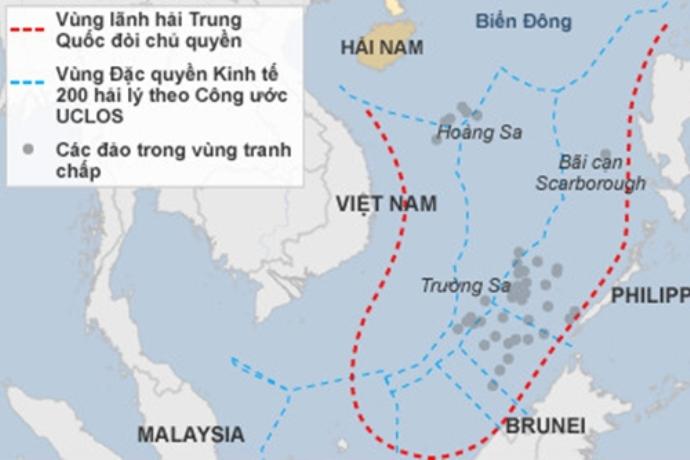 Vùng lãnh hải Trung
Quốc đòi chủ quyền
Vùng Đặc quyền Kinh tế
200 hải lý theo Công ước
UCLOS
Các đảo trong vùng tranh
chấp
Biển Đông
HẢI NAM
Hoàng Sa
Bãi cạn
Scarborough
VIỆT NAM
Trường Sa
PHILIPP
BRUNEI
MALAYSIA